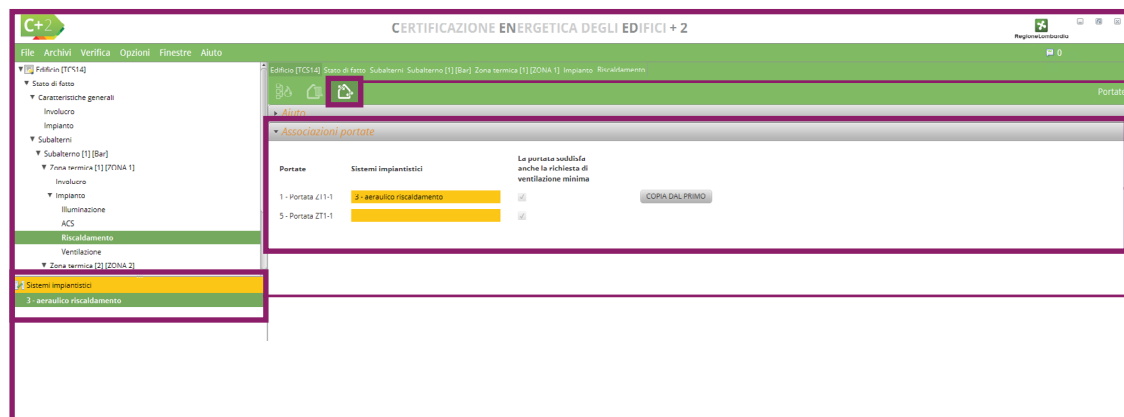 C+2
CERTIFICAZIONE ENERGETICA DEGLI EDIFICI + 2
RegioneLombardia
File Archivi Verifica Opzioni Finestre Aiuto
0
Edificio [TCS14]
Stato di fatto
Caratteristiche generali
Involucro
Impianto
Subalterni
Subalterno [1] [Bar]
Zona termica [1] [ZONA 1]
Involucro
Impianto
Illuminazione
ACS
Riscaldamento
Ventilazione
Zona termica [2] [ZONA 2]
Sistemi impiantistici
3 - aeraulico riscaldamento
Edificio [TCS14] Stato di fatto Subalterni Subalterno [1] [Bar] Zona termica [1] [ZONA 1] Impianto Riscaldamento
Portate
Aiuto
Associazioni portate
Portate
Sistemi impiantistici
La portata soddisfa
anche la richiesta di
ventilazione minima
1 - Portata ZT1-1 3 - aeraulico riscaldamento COPIA DAL PRIMO
5 - Portata ZT1-1